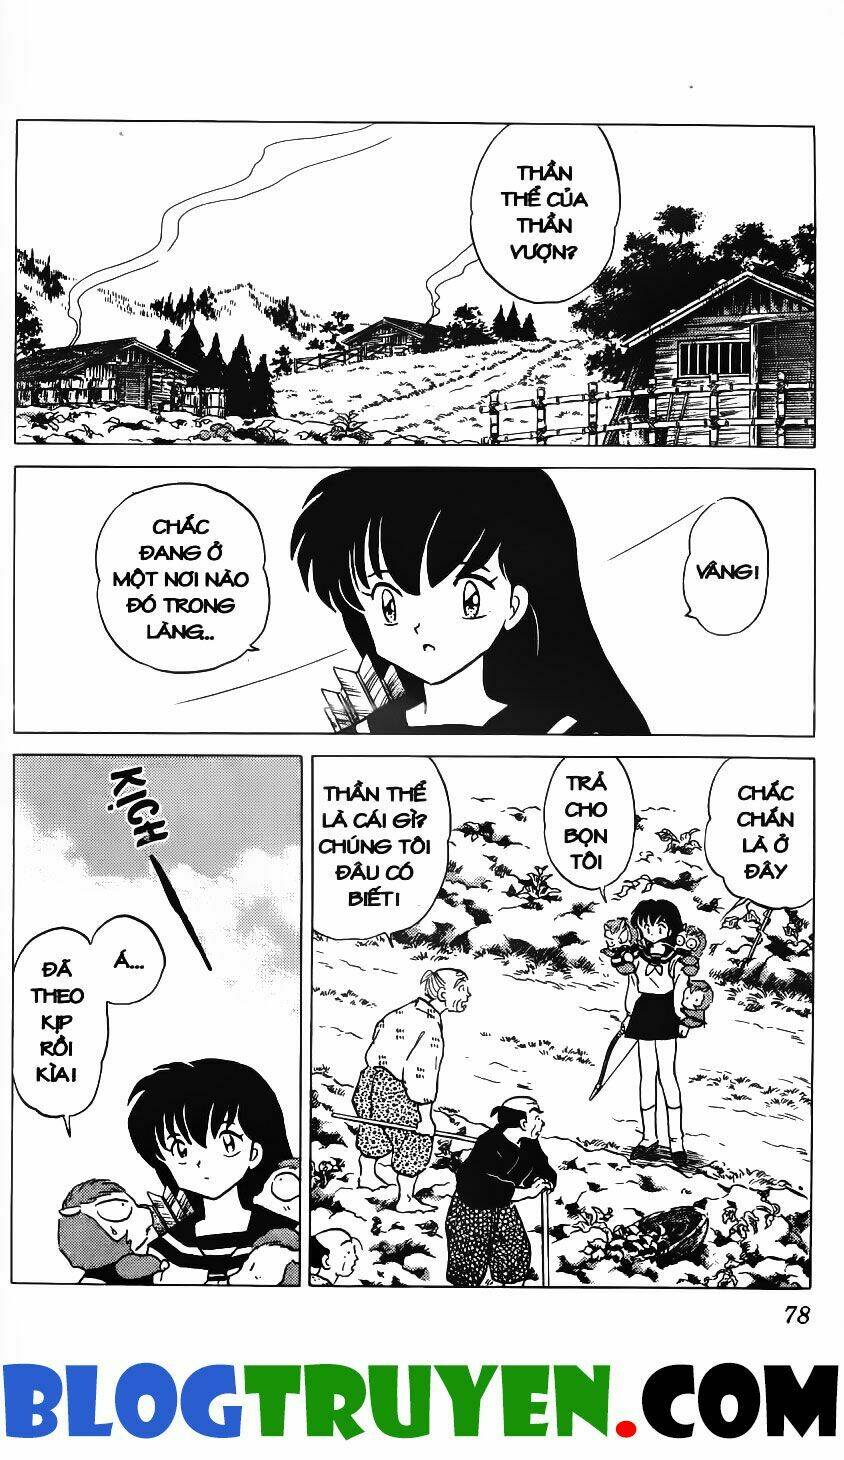 THẦN
THỂ CỦA
THẦN
VƯỢN?
VÂNG!
CHẮC
ĐANG Ở
MỘT NƠI NÀO
ĐÓ TRONG
LÀNG...
CHẮC
CHẮN
LÀ Ở
ĐÂY
TRẢ
CHO
BỌN
TÔI
THẦN THỂ
LÀ CÁI GÌ?
CHÚNG TÔI
ĐÂU CÓ
BIẾT!
KỊCH
Á...
ĐÃ
THEO
KỊP
RỒI
KÌA!
78
BLOGTRUYEN.COM